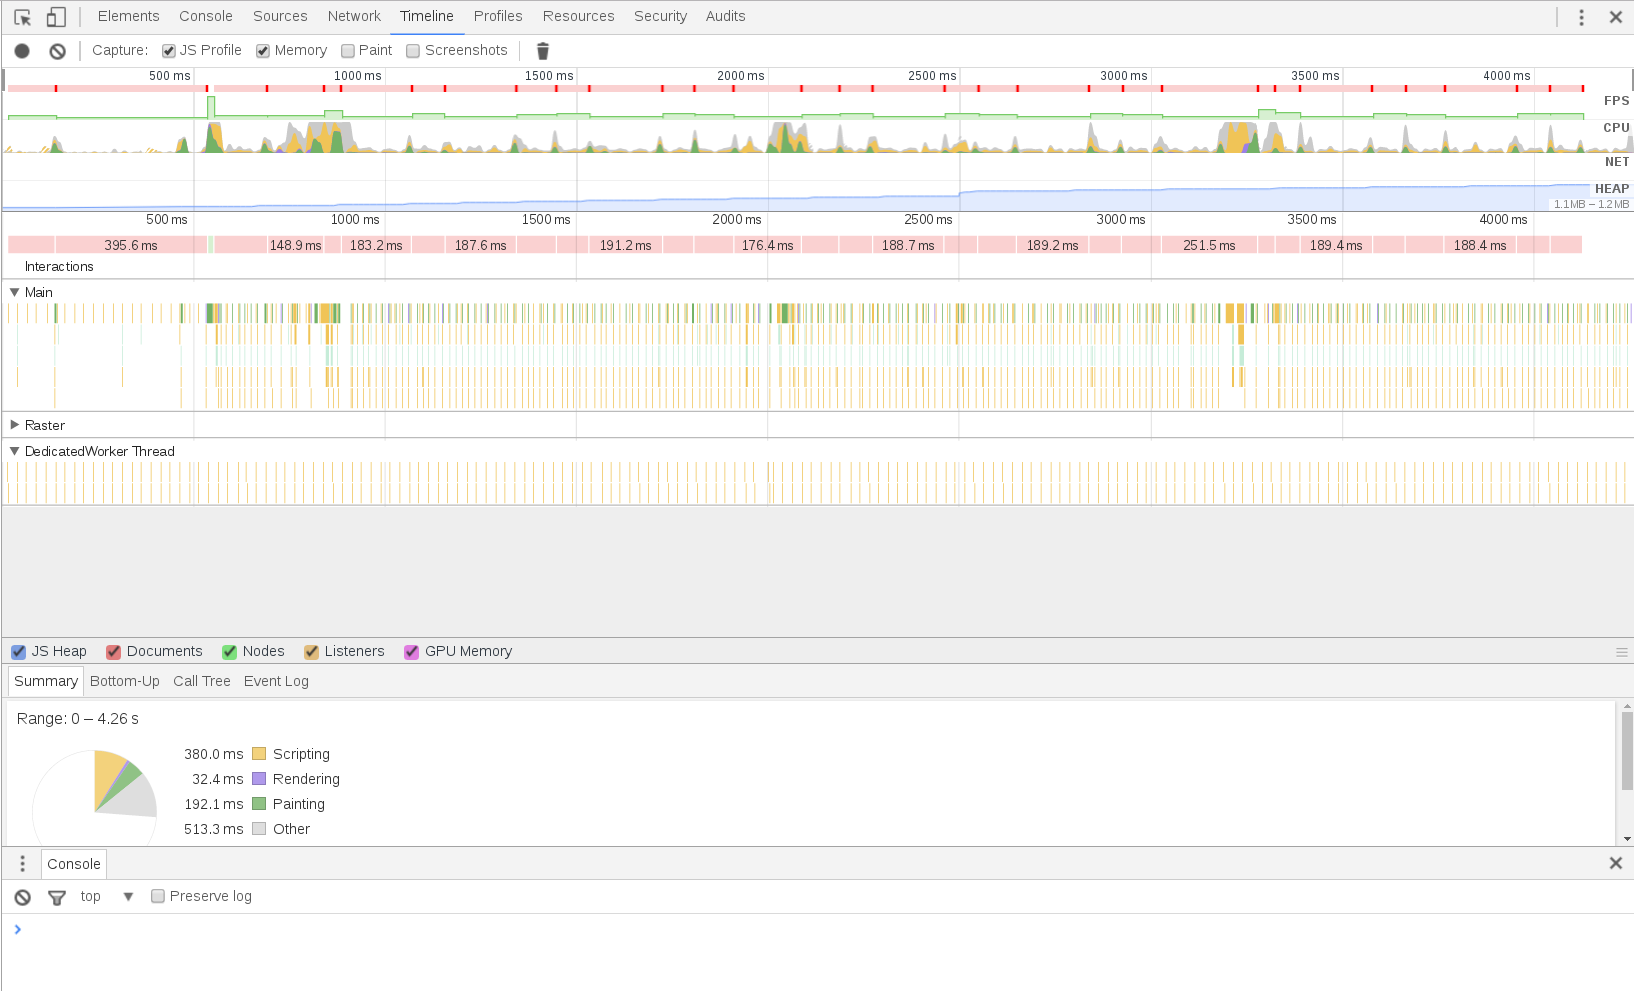 Elements Console Sources Network Timeline Profiles Resources Security Audits
Capture: JS Profile Memory Paint Screenshots
500 ms 1000 ms 1500 ms 2000 ms 2500 ms 3000 ms 3500 ms 4000 ms
FPS
CPU
NET
HEAP
1.1MB – 1.2MB
500 ms 1000 ms 1500 ms 2000 ms 2500 ms 3000 ms 3500 ms 4000 ms
395.6 ms 148.9 ms 183.2 ms 187.6 ms 191.2 ms 176.4 ms 188.7 ms 189.2 ms 251.5 ms 189.4 ms 188.4 ms
Interactions
Main
Raster
DedicatedWorker Thread
JS Heap Documents Nodes Listeners GPU Memory
Summary Bottom-Up Call Tree Event Log
Range: 0 – 4.26 s
380.0 ms Scripting
32.4 ms Rendering
192.1 ms Painting
513.3 ms Other
Console
top Preserve log